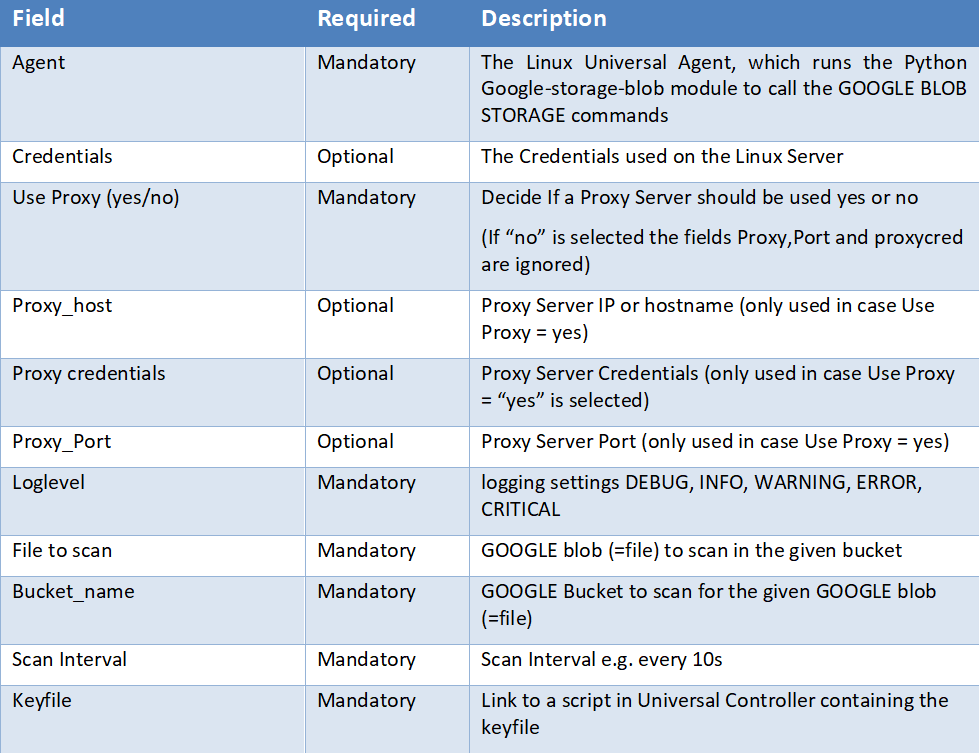 Field Required Description
Agent Mandatory The Linux Universal Agent, which runs the Python
Google-storage-blob module to call the GOOGLE BLOB
STORAGE commands
Credentials Optional The Credentials used on the Linux Server
Use Proxy (yes/no) Mandatory Decide If a Proxy Server should be used yes or no
(If “no” is selected the fields Proxy,Port and proxycred
are ignored)
Proxy_host Optional Proxy Server IP or hostname (only used in case Use
Proxy = yes)
Proxy credentials Optional Proxy Server Credentials (only used in case Use Proxy
= “yes” is selected)
Proxy_Port Optional Proxy Server Port (only used in case Use Proxy = yes)
Loglevel Mandatory logging settings DEBUG, INFO, WARNING, ERROR,
CRITICAL
File to scan Mandatory GOOGLE blob (=file) to scan in the given bucket
Bucket_name Mandatory GOOGLE Bucket to scan for the given GOOGLE blob
(=file)
Scan Interval Mandatory Scan Interval e.g. every 10s
Keyfile Mandatory Link to a script in Universal Controller containing the
keyfile